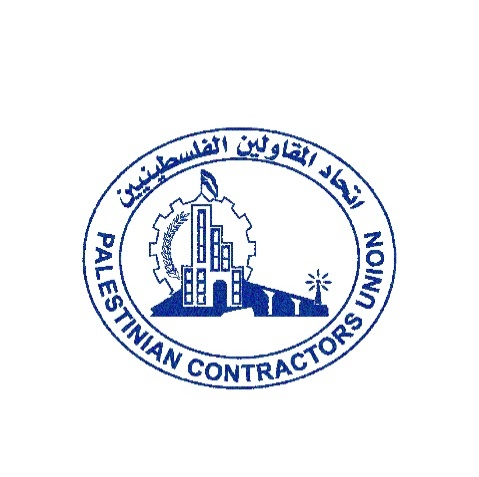 اتحاد المقاولين الفلسطينيين
PALESTINIAN CONTRACTORS UNION